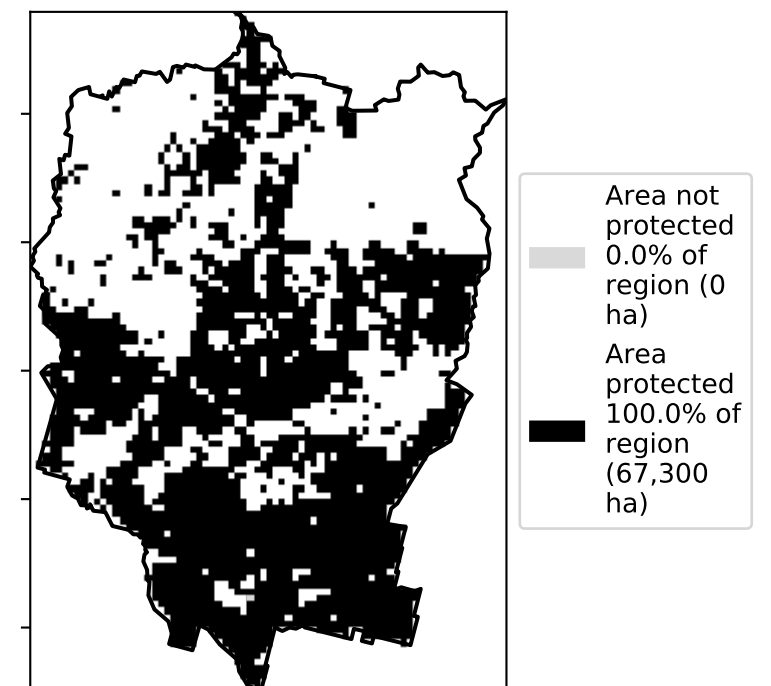 Area not
protected
0.0% of
region (0
ha)
Area
protected
100.0% of
region
(67,300
ha)